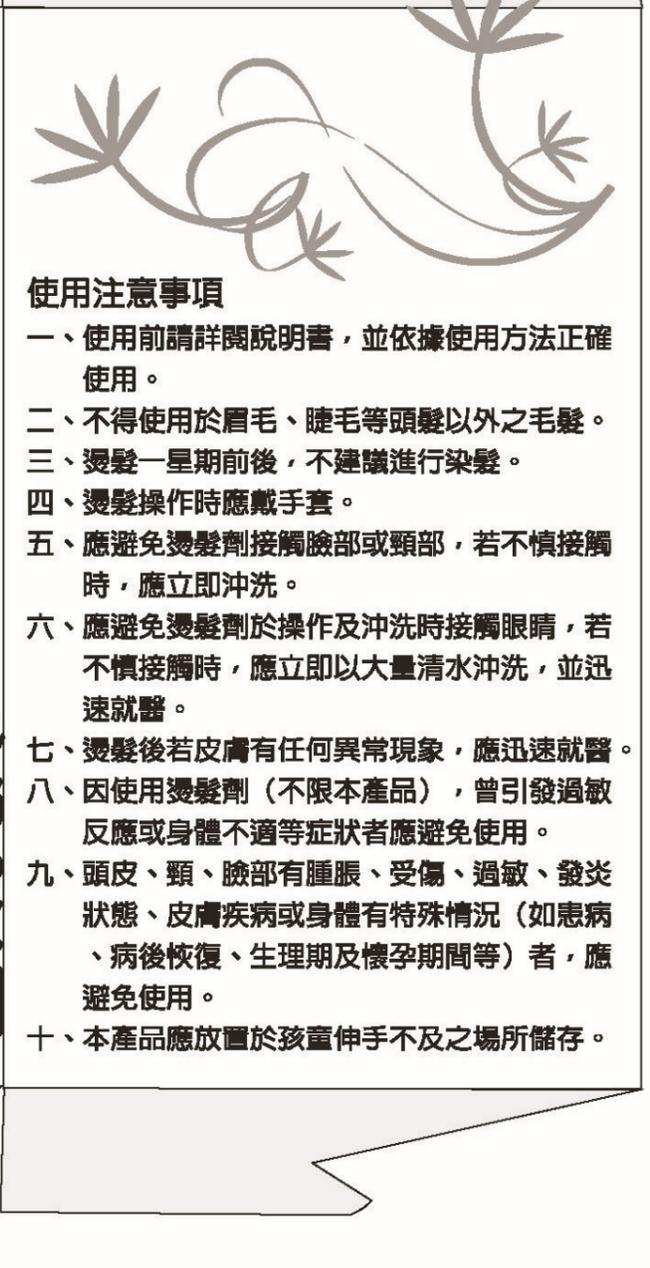 使用注意事項
一、使用前請詳閱說明書，並依據使用方法正確
使用。
二、不得使用於眉毛、睫毛等頭髮以外之毛髮。
三、燙髮一星期前後，不建議進行染髮。
四、燙髮操作時應戴手套。
五、應避免燙髮劑接觸臉部或頸部，若不慎接觸
時，應立即沖洗。
六、應避免燙髮劑於操作及沖洗時接觸眼睛，若
不慎接觸時，應立即以大量清水沖洗，並迅
速就醫。
七、燙髮後若皮膚有任何異常現象，應迅速就醫。
八、因使用燙髮劑（不限本產品），曾引發過敏
反應或身體不適等症狀者應避免使用。
九、頭皮、頸、臉部有腫脹、受傷、過敏、發炎
狀態、皮膚疾病或身體有特殊情況（如患病
、病後恢復、生理期及懷孕期間等）者，應
避免使用。
十、本產品應放置於孩童伸手不及之場所儲存。